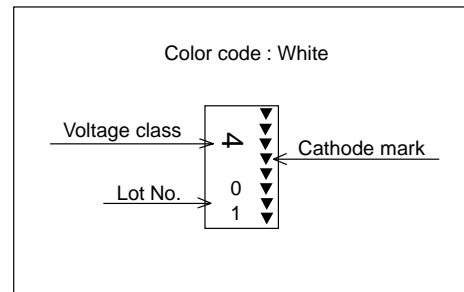 Color code : White
Voltage class
4
Cathode mark
Lot No.
0
1